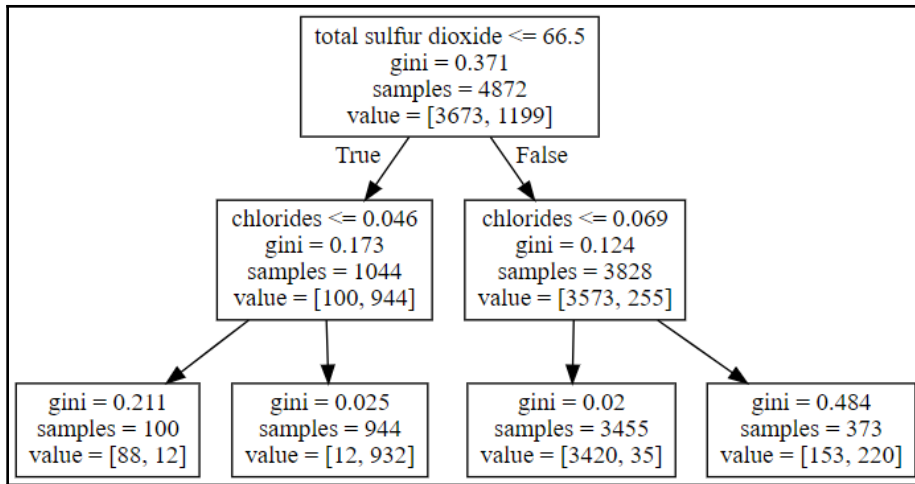 total sulfur dioxide <= 66.5
gini = 0.371
samples = 4872
value = [3673, 1199]
True
False
chlorides <= 0.046
gini = 0.173
samples = 1044
value = [100, 944]
chlorides <= 0.069
gini = 0.124
samples = 3828
value = [3573, 255]
gini = 0.211
samples = 100
value = [88, 12]
gini = 0.025
samples = 944
value = [12, 932]
gini = 0.02
samples = 3455
value = [3420, 35]
gini = 0.484
samples = 373
value = [153, 220]